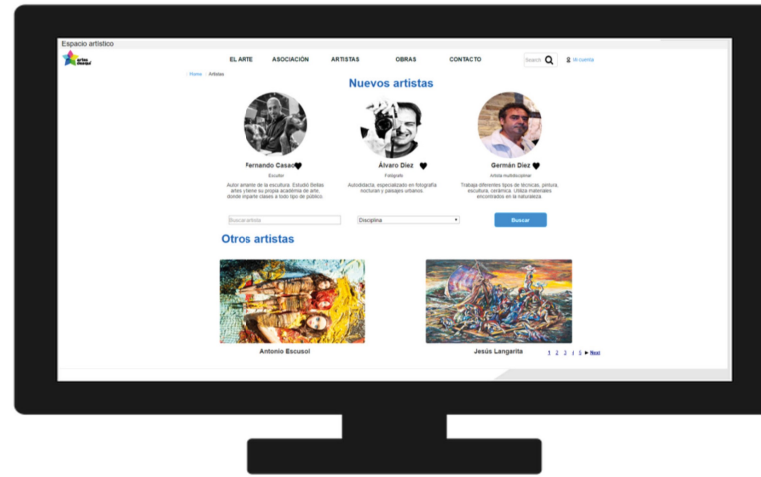 Espacio artístico
artes
EL ARTE ASOCIACIÓN ARTISTAS OBRAS CONTACTO Search Mi cuenta
Home Artistas
Nuevos artistas
Fernando Casao Álvaro Díez Germán Díez
Escultor Fotógrafo Artista multidisciplinar
Autor amante de la escultura. Estudió Bellas
artes y tiene su propia academia de arte,
donde imparte clases a todo tipo de público.
Autodidacta, especializado en fotografía
nocturan y paisajes urbanos.
Trabaja diferentes tipos de técnicas, pintura,
escultura, cerámica. Utiliza materiales
encontrados en la naturaleza.
Buscar artista Disciplina Buscar
Otros artistas
Antonio Escusol Jesús Langarita
1 2 3 4 5 Next